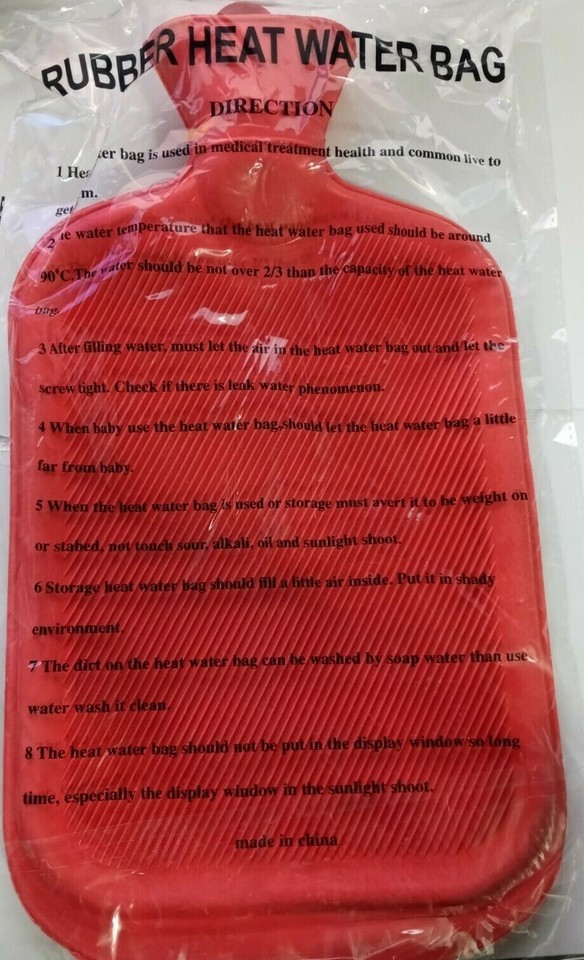 RUBBER HEAT WATER BAG
DIRECTION
1 Hea ter bag is used in medical treatment health and common live to
get m.
2 he water temperature that the heat water bag used should be around
90°C.The water should be not over 2/3 than the capacity of the heat water
bag.
3 After filling water, must let the air in the heat water bag out and let the
screw tight. Check if there is leak water phenomenon.
4 When baby use the heat water bag,should let the heat water bag a little
far from baby.
5 When the heat water bag is used or storage must avert it to be weight on
or stabed, not touch sour, alkali, oil and sunlight shoot.
6 Storage heat water bag should fill a little air inside. Put it in shady
environment.
7 The dirt on the heat water bag can be washed by soap water than use
water wash it clean.
8 The heat water bag should not be put in the display window so long
time, especially the display window in the sunlight shoot.
made in china